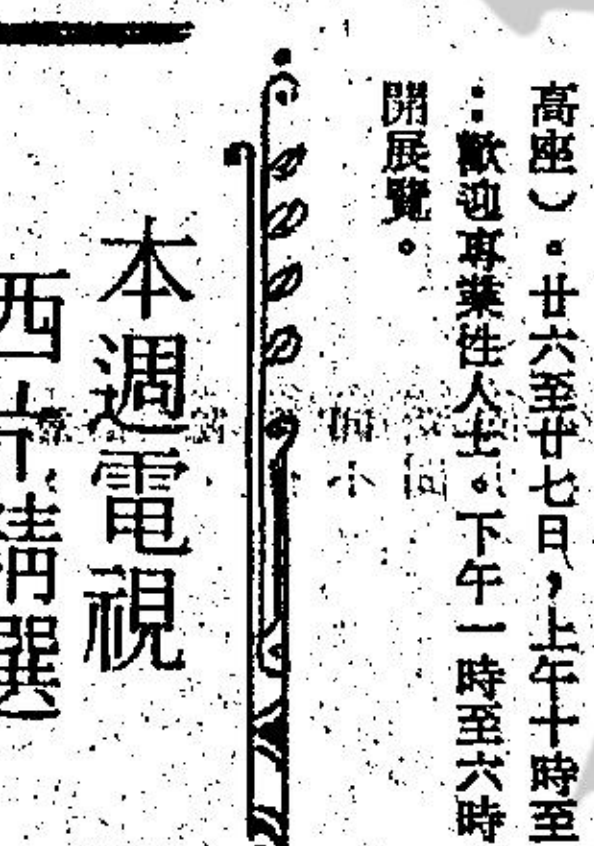 高座)。廿六至廿七日,上午十時至
:歡迎專業性人士。下午一時至六時
開展覽。
本週電視
西片精選